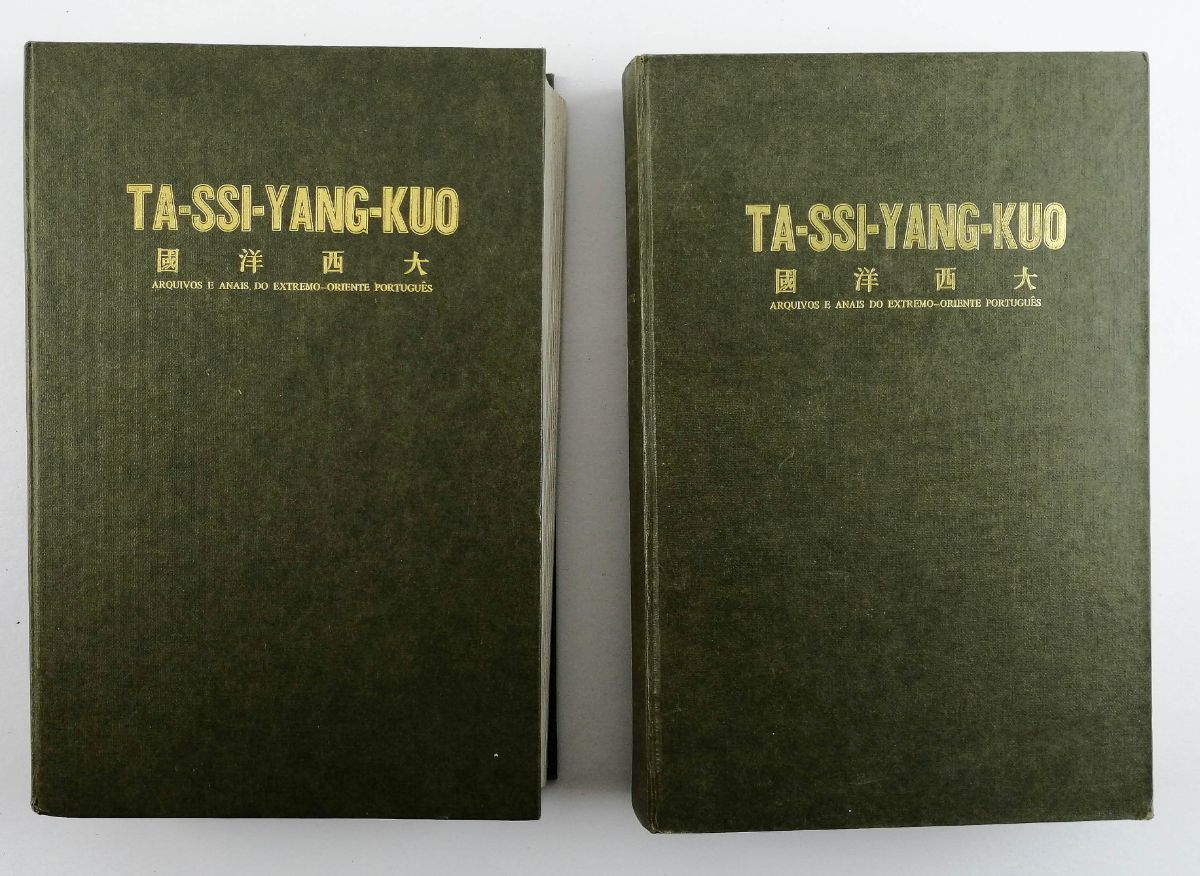 TA-SSI-YANG-KUO
國 洋 西 大
ARQUIVOS E ANAIS DO EXTREMO-ORIENTE PORTUGUÊS
TA-SSI-YANG-KUO
國 洋 西 大
ARQUIVOS E ANAIS DO EXTREMO-ORIENTE PORTUGUÊS